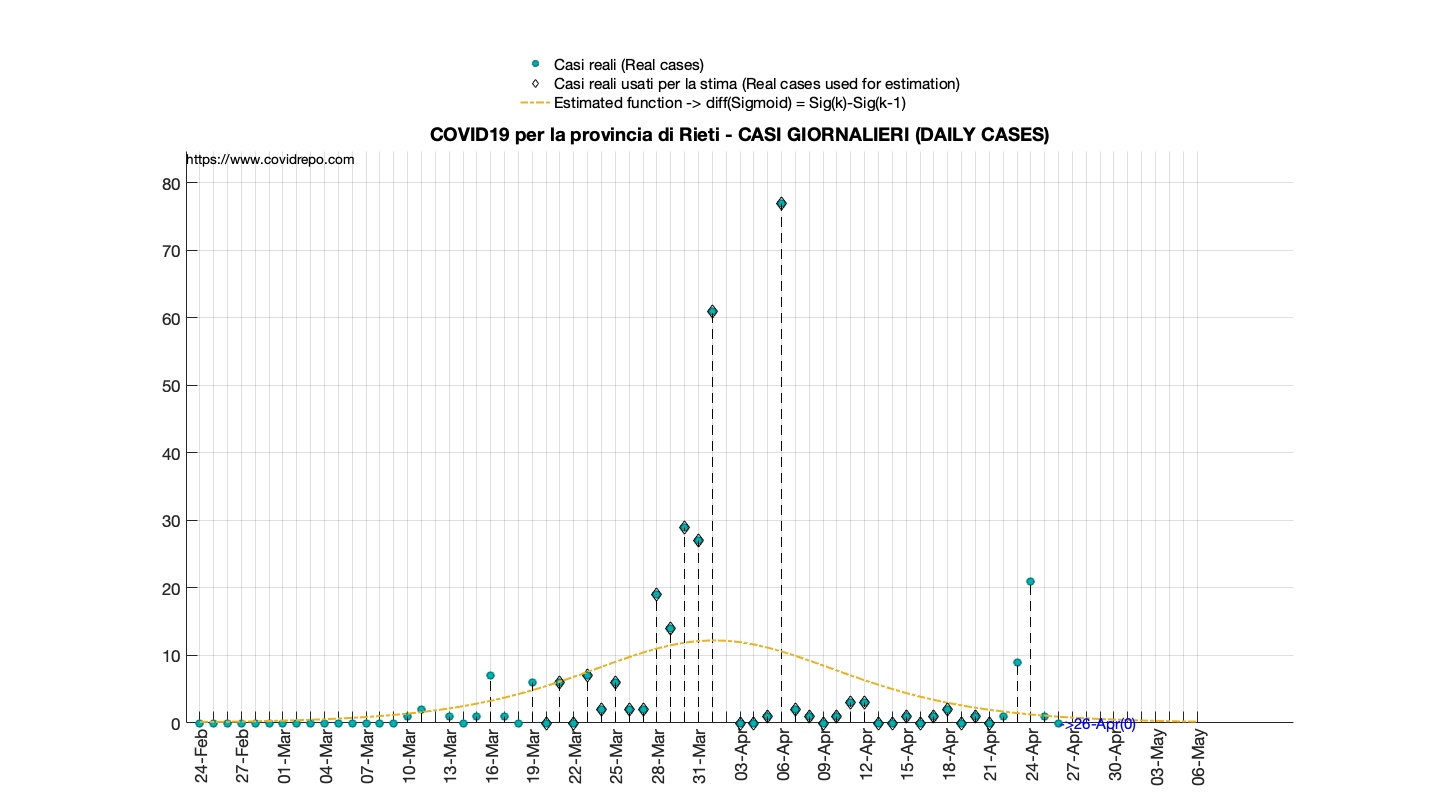 Casi reali (Real cases)
Casi reali usati per la stima (Real cases used for estimation)
Estimated function -> diff(Sigmoid) = Sig(k)-Sig(k-1)
COVID19 per la provincia di Rieti - CASI GIORNALIERI (DAILY CASES)
https://www.covidrepo.com
80
70
60
50
40
30
20
10
0
->26-Apr(0)
24-Feb
27-Feb
01-Mar
04-Mar
07-Mar
10-Mar
13-Mar
16-Mar
19-Mar
22-Mar
25-Mar
28-Mar
31-Mar
03-Apr
06-Apr
09-Apr
12-Apr
15-Apr
18-Apr
21-Apr
24-Apr
27-Apr
30-Apr
03-May
06-May